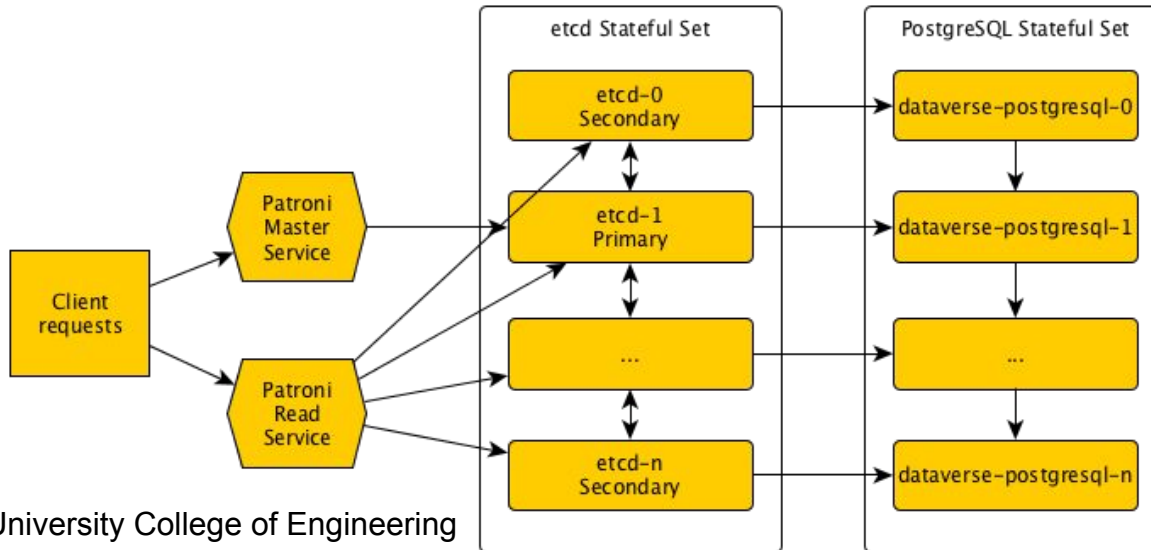 etcd Stateful Set
PostgreSQL Stateful Set
etcd-0
Secondary
dataverse-postgresql-0
Patroni
Master
Service
etcd-1
Primary
dataverse-postgresql-1
Client
requests
...
...
Patroni
Read
Service
etcd-n
Secondary
dataverse-postgresql-n
University College of Engineering